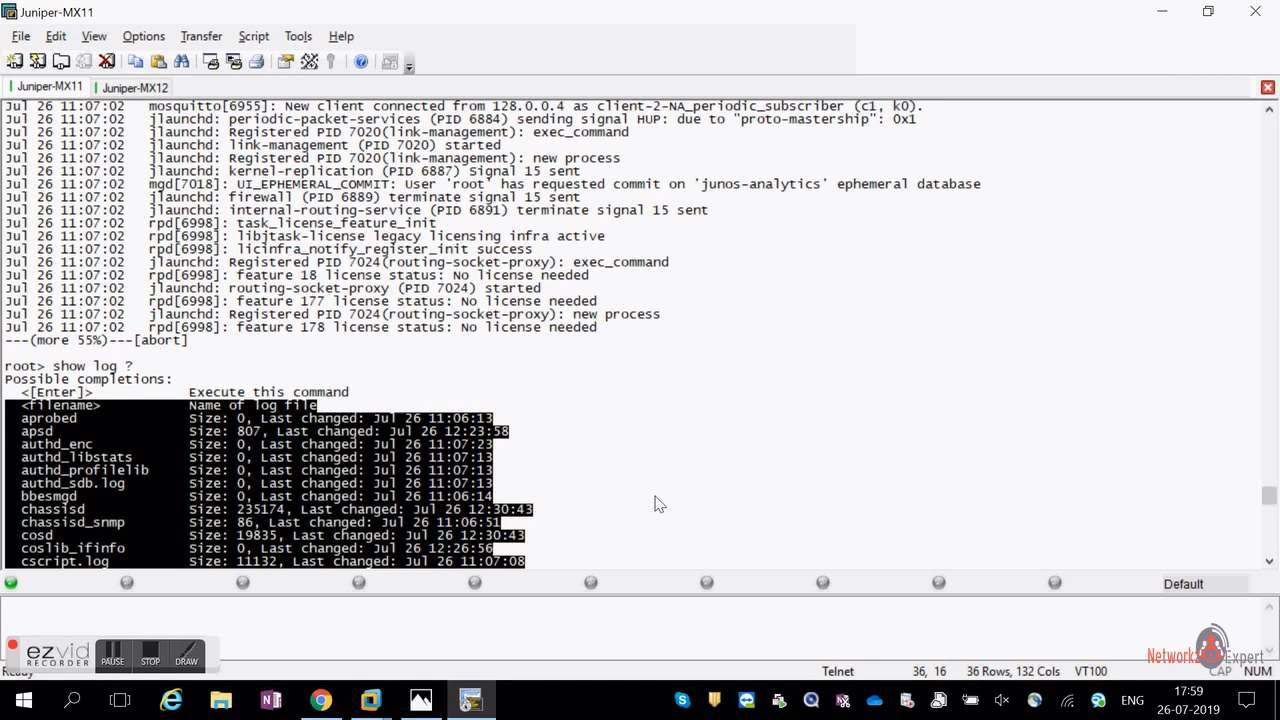 Juniper-MX11
File Edit View Options Transfer Script Tools Help
Juniper-MX11 Juniper-MX12
Jul 26 11:07:02 mosquitto[6955]: New client connected from 128.0.0.4 as client-2-NA_periodic_subscriber (c1, k0).
Jul 26 11:07:02 jlaunchd: periodic-packet-services (PID 6884) sending signal HUP: due to "proto-mastership": 0x1
Jul 26 11:07:02 jlaunchd: Registered PID 7020(link-management): exec_command
Jul 26 11:07:02 jlaunchd: link-management (PID 7020) started
Jul 26 11:07:02 jlaunchd: Registered PID 7020(link-management): new process
Jul 26 11:07:02 jlaunchd: kernel-replication (PID 6887) Signal 15 sent
Jul 26 11:07:02 mgd[7018]: UI_EPHEMERAL_COMMIT: User 'root' has requested commit on 'junos-analytics' ephemeral database
Jul 26 11:07:02 jlaunchd: firewall (PID 6889) terminate signal 15 sent
Jul 26 11:07:02 jlaunchd: internal-routing-service (PID 6891) terminate signal 15 sent
Jul 26 11:07:02 rpd[6998]: task_license_feature_init
Jul 26 11:07:02 rpd[6998]: libjtask-license legacy licensing infra active
Jul 26 11:07:02 rpd[6998]: licinfra_notify_register_init success
Jul 26 11:07:02 jlaunchd: Registered PID 7024(routing-socket-proxy): exec_command
Jul 26 11:07:02 rpd[6998]: feature 18 license status: No license needed
Jul 26 11:07:02 jlaunchd: routing-socket-proxy (PID 7024) started
Jul 26 11:07:02 rpd[6998]: feature 177 license status: No license needed
Jul 26 11:07:02 jlaunchd: Registered PID 7024(routing-socket-proxy): new process
Jul 26 11:07:02 rpd[6998]: feature 178 license status: No license needed
---(more 55%)---[abort]
root> show log ?
Possible completions:
<[Enter]> Execute this command
<filename> Name of log file
aprobed Size: 0, Last changed: Jul 26 11:06:13
apsd Size: 807, Last changed: Jul 26 12:23:58
authd_enc Size: 0, Last changed: Jul 26 11:07:23
authd_libstats Size: 0, Last changed: Jul 26 11:07:13
authd_profilelib Size: 0, Last changed: Jul 26 11:07:13
authd_sdb.log Size: 0, Last changed: Jul 26 11:07:13
bbesmgd Size: 0, Last changed: Jul 26 11:06:14
chassisd Size: 235174, Last changed: Jul 26 12:30:43
chassisd_snmp Size: 86, Last changed: Jul 26 11:06:51
cosd Size: 19835, Last changed: Jul 26 12:30:43
coslib_ifinfo Size: 0, Last changed: Jul 26 12:26:56
cscript.log Size: 11132, Last changed: Jul 26 11:07:08
Default
ezvid
RECORDER
PAUSE STOP DRAW
Expert
Telnet 36, 16 36 Rows, 132 Cols VT100 CAP NUM
ENG
17:59
26-07-2019